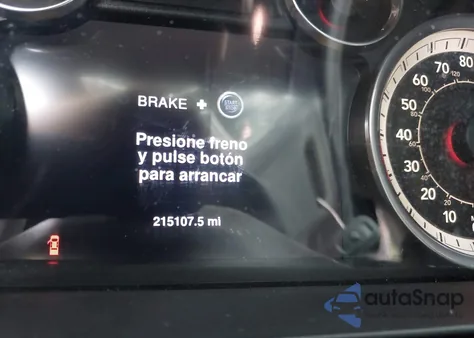 BRAKE + START
Presione freno
y pulse botón
para arrancar
215107.5 mi
80
70
60
50
40
30
20
10
autoSnap